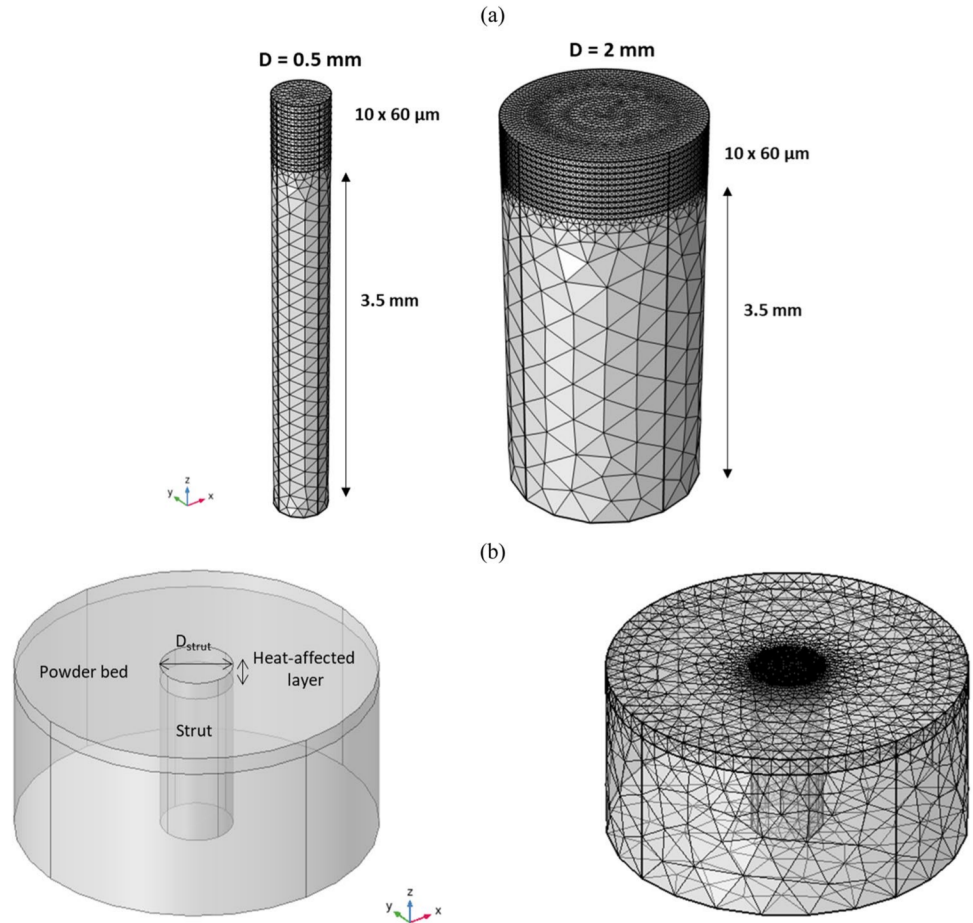 (a)
D = 0.5 mm
D = 2 mm
10 x 60 µm
10 x 60 µm
3.5 mm
3.5 mm
z
y
x
(b)
D_strut
Powder bed
Heat-affected
layer
Strut
z
y
x